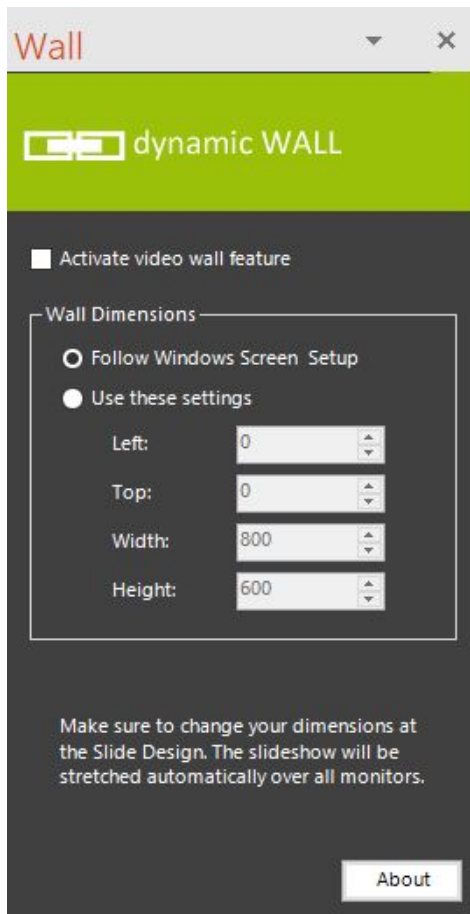 Wall
dynamic WALL
Activate video wall feature
Wall Dimensions
Follow Windows Screen Setup
Use these settings
Left: 0
Top: 0
Width: 800
Height: 600
Make sure to change your dimensions at
the Slide Design. The slideshow will be
stretched automatically over all monitors.
About